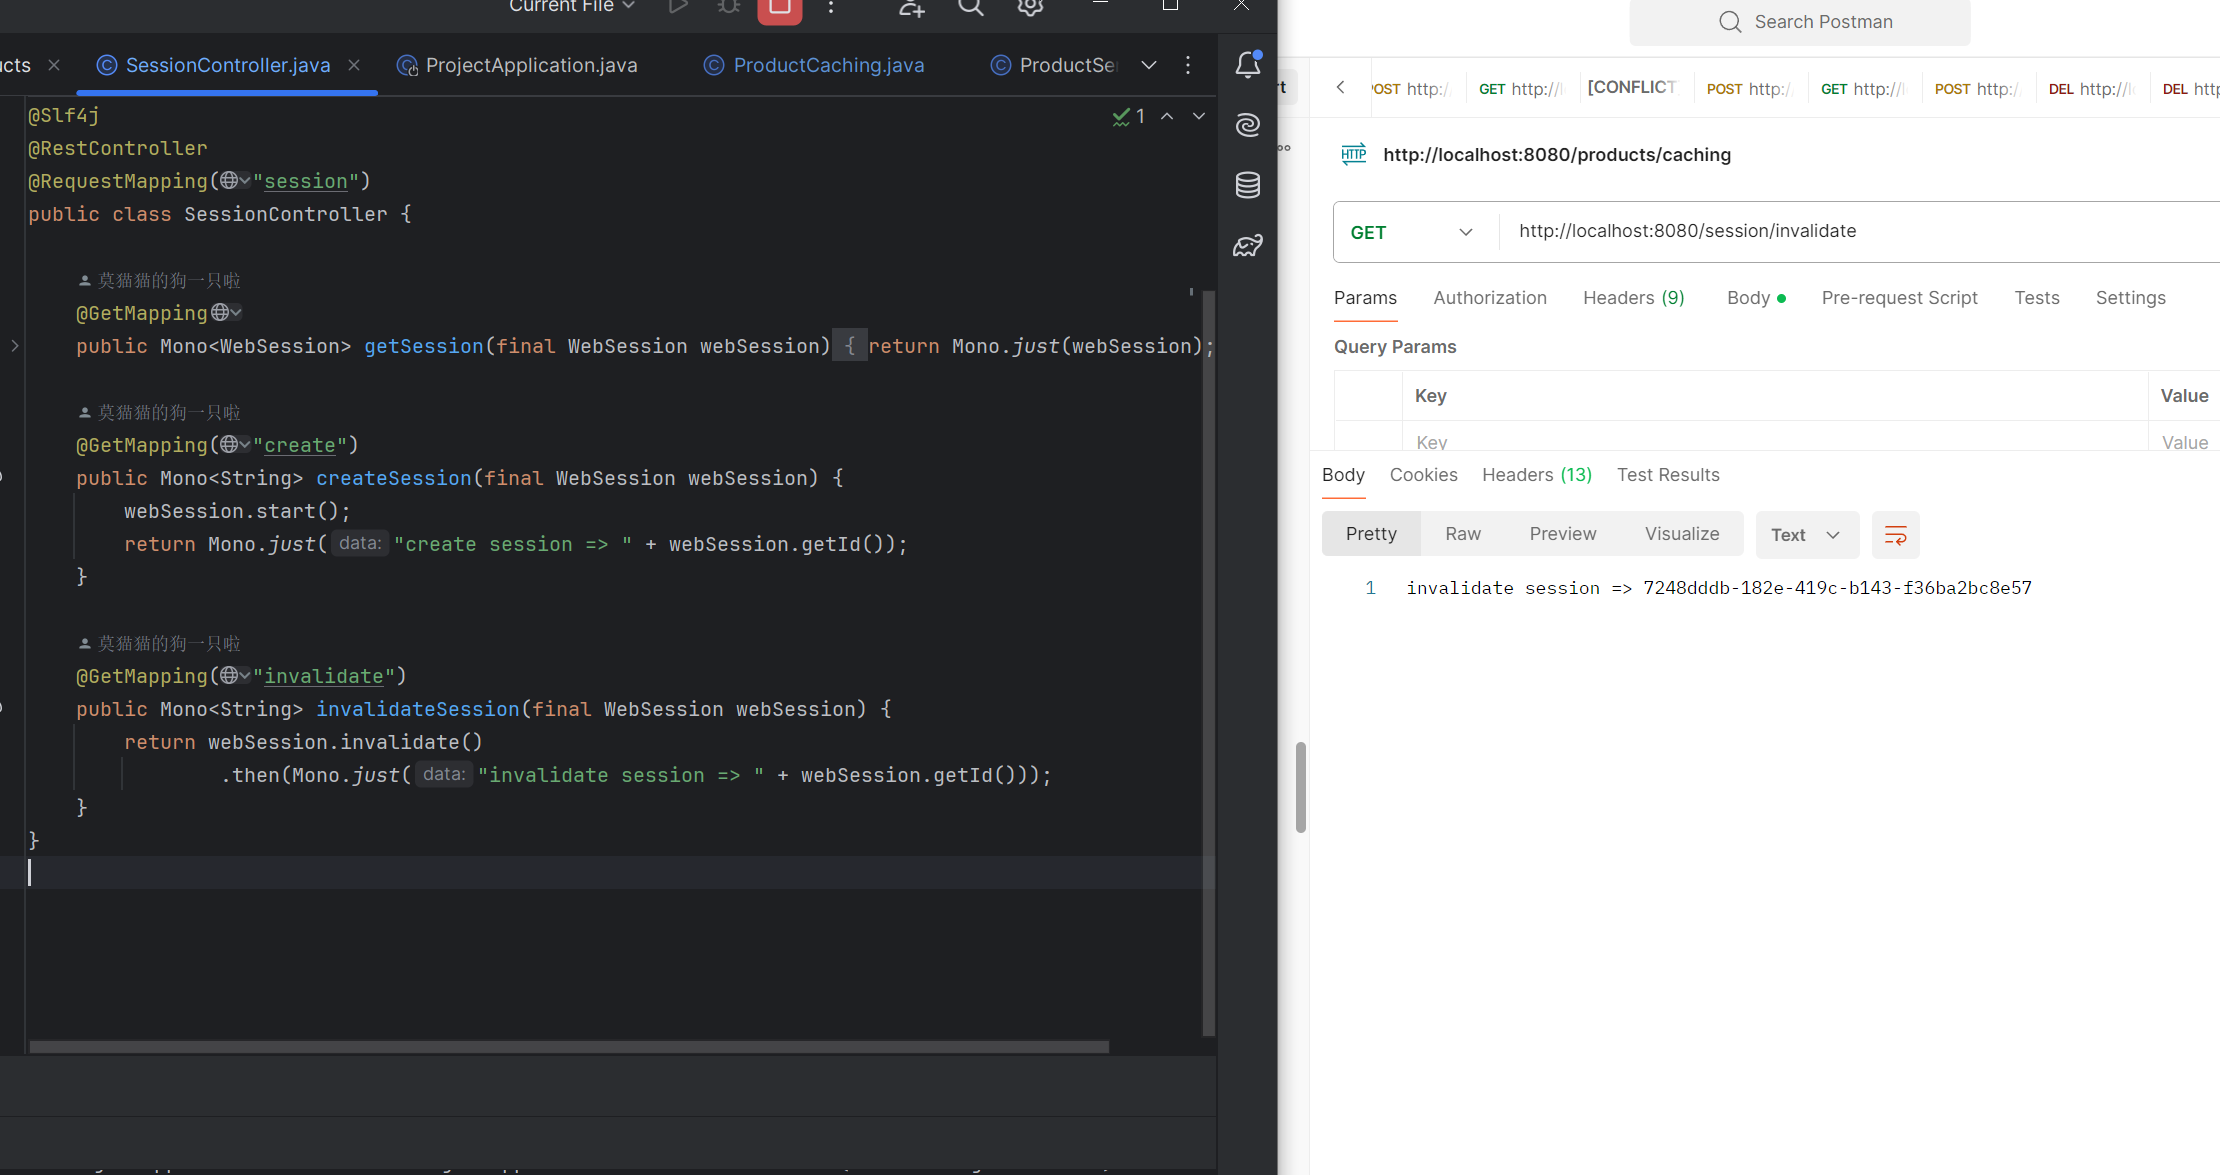 Current File
cts
SessionController.java
ProjectApplication.java
ProductCaching.java
ProductSe
@Slf4j
1
@RestController
@RequestMapping("session")
public class SessionController {
莫猫猫的狗一只啦
@GetMapping
public Mono<WebSession> getSession(final WebSession webSession) { return Mono.just(webSession);
莫猫猫的狗一只啦
@GetMapping("create")
public Mono<String> createSession(final WebSession webSession) {
webSession.start();
return Mono.just( data: "create session => " + webSession.getId());
}
莫猫猫的狗一只啦
@GetMapping("invalidate")
public Mono<String> invalidateSession(final WebSession webSession) {
return webSession.invalidate()
.then(Mono.just( data: "invalidate session => " + webSession.getId()));
}
}
Search Postman
rt
POST http:/
GET http://l
[CONFLICT
POST http:/
GET http://l
POST http:/
DEL http://l
DEL htt
HTTP http://localhost:8080/products/caching
GET http://localhost:8080/session/invalidate
Params Authorization Headers (9) Body Pre-request Script Tests Settings
Query Params
Key Value
Key Value
Body Cookies Headers (13) Test Results
Pretty Raw Preview Visualize Text
1 invalidate session => 7248dddb-182e-419c-b143-f36ba2bc8e57